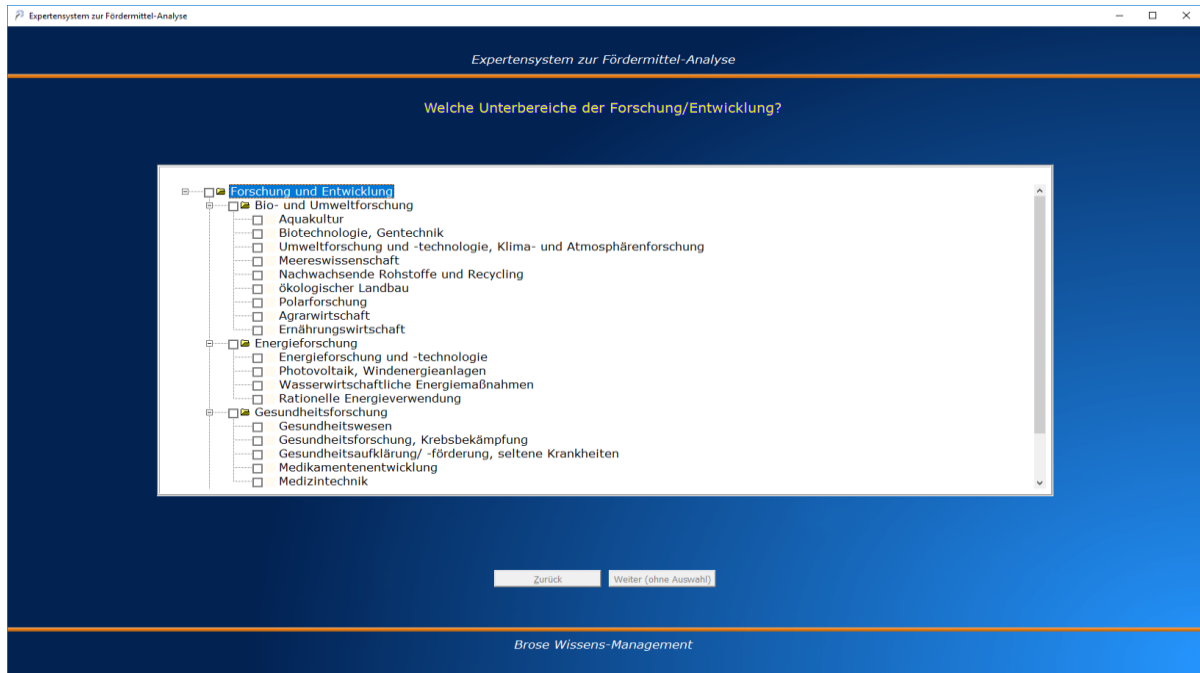 Expertensystem zur Fördermittel-Analyse
Expertensystem zur Fördermittel-Analyse
Welche Unterbereiche der Forschung/Entwicklung?
Forschung und Entwicklung
Bio- und Umweltforschung
Aquakultur
Biotechnologie, Gentechnik
Umweltforschung und -technologie, Klima- und Atmosphärenforschung
Meereswissenschaft
Nachwachsende Rohstoffe und Recycling
ökologischer Landbau
Polarforschung
Agrarwirtschaft
Ernährungswirtschaft
Energieforschung
Energieforschung und -technologie
Photovoltaik, Windenergieanlagen
Wasserwirtschaftliche Energiemaßnahmen
Rationelle Energieverwendung
Gesundheitsforschung
Gesundheitswesen
Gesundheitsforschung, Krebsbekämpfung
Gesundheitsaufklärung/ -förderung, seltene Krankheiten
Medikamentenentwicklung
Medizintechnik
Zurück
Weiter (ohne Auswahl)
Brose Wissens-Management